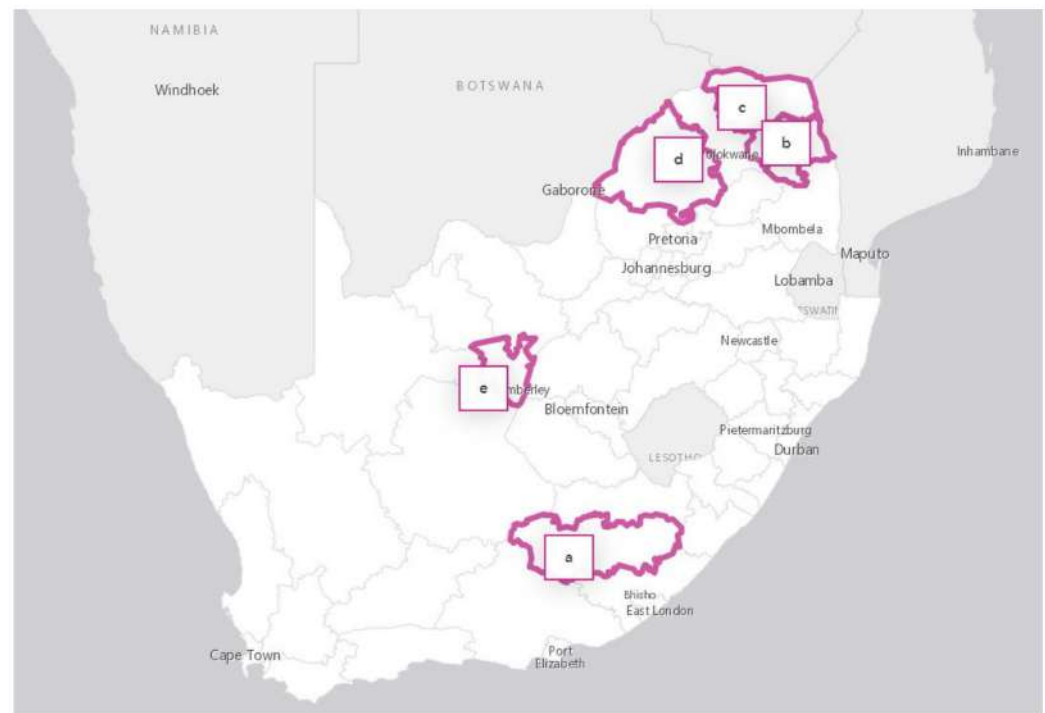 NAMIBIA
Windhoek
BOTSWANA
c
b
d
Inhambane
Gaborone
Pretoria
Mbombela
Johannesburg
Maputo
Lobamba
Newcastle
e
Bloemfontein
Pietermaritzburg
Durban
LESOTHO
a
Bhisho
East London
Cape Town
Port
Elizabeth